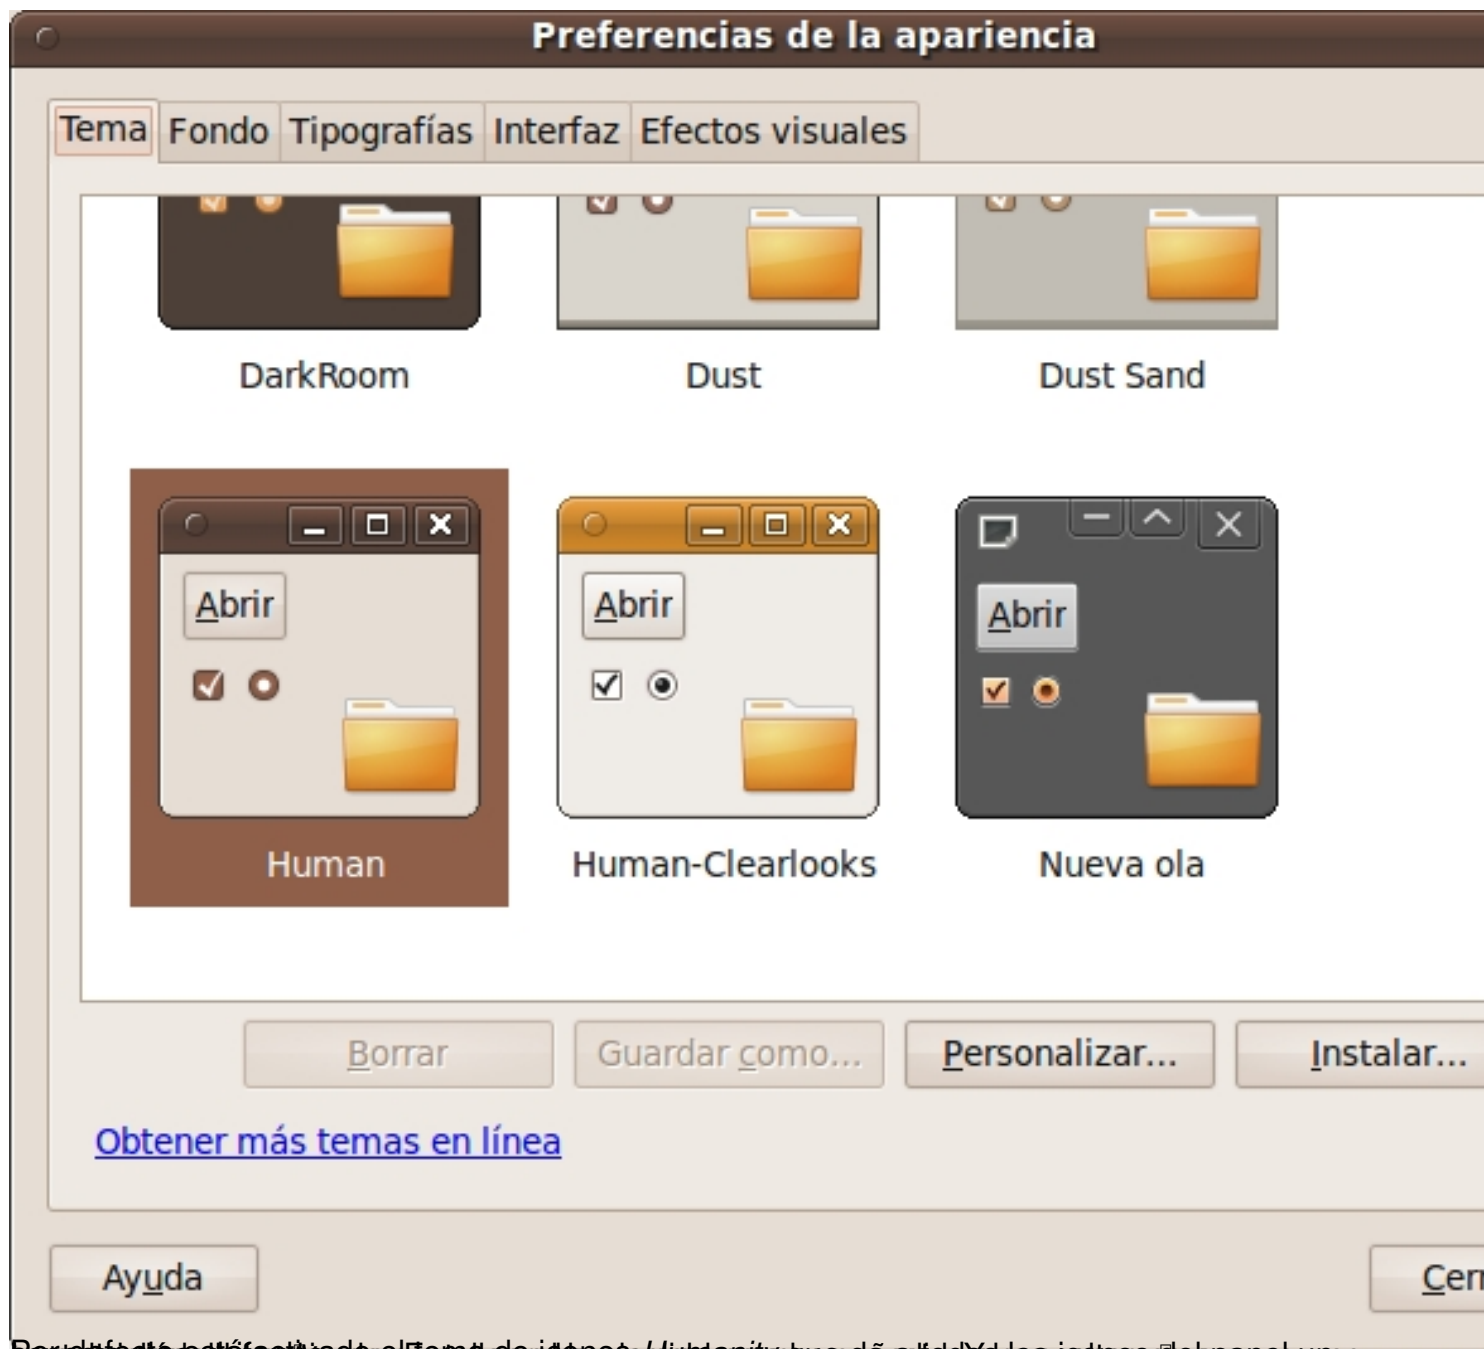 Preferencias de la apariencia
Tema Fondo Tipografías Interfaz Efectos visuales
DarkRoom Dust Dust Sand
Abrir Abrir Abrir
Human Human-Clearlooks Nueva ola
Borrar Guardar como... Personalizar... Instalar...
Obtener más temas en línea
Ayuda